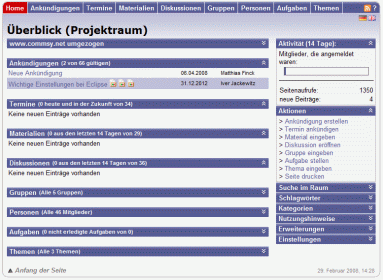 Home Ankündigungen Termine Materialien Diskussionen Gruppen Personen Aufgaben Themen ?
Überblick (Projektraum)
www.commsy.net umgezogen
Ankündigungen (2 von 66 gültigen)
Neue Ankündigung 06.04.2008 Matthias Finck
Wichtige Einstellungen bei Eclipse 31.12.2012 Iver Jackewitz
Termine (0 heute und in der Zukunft von 34)
Keine neuen Einträge vorhanden
Materialien (0 aus den letzten 14 Tagen von 29)
Keine neuen Einträge vorhanden
Diskussionen (0 aus den letzten 14 Tagen von 36)
Keine neuen Einträge vorhanden
Gruppen (Alle 5 Gruppen)
Personen (Alle 46 Mitglieder)
Aufgaben (0 nicht erledigte Aufgaben von 0)
Themen (Alle 3 Themen)
Aktivität (14 Tage):
Mitglieder, die angemeldet
waren:
Seitenaufrufe: 1350
neue Beiträge: 4
Aktionen
> Ankündigung erstellen
> Termin ankündigen
> Material eingeben
> Diskussion eröffnen
> Gruppe eingeben
> Aufgabe stellen
> Thema eingeben
> Seite drucken
Suche im Raum
Schlagwörter
Kategorien
Nutzungshinweise
Erweiterungen
Einstellungen
Anfang der Seite
29. Februar 2008, 14:20